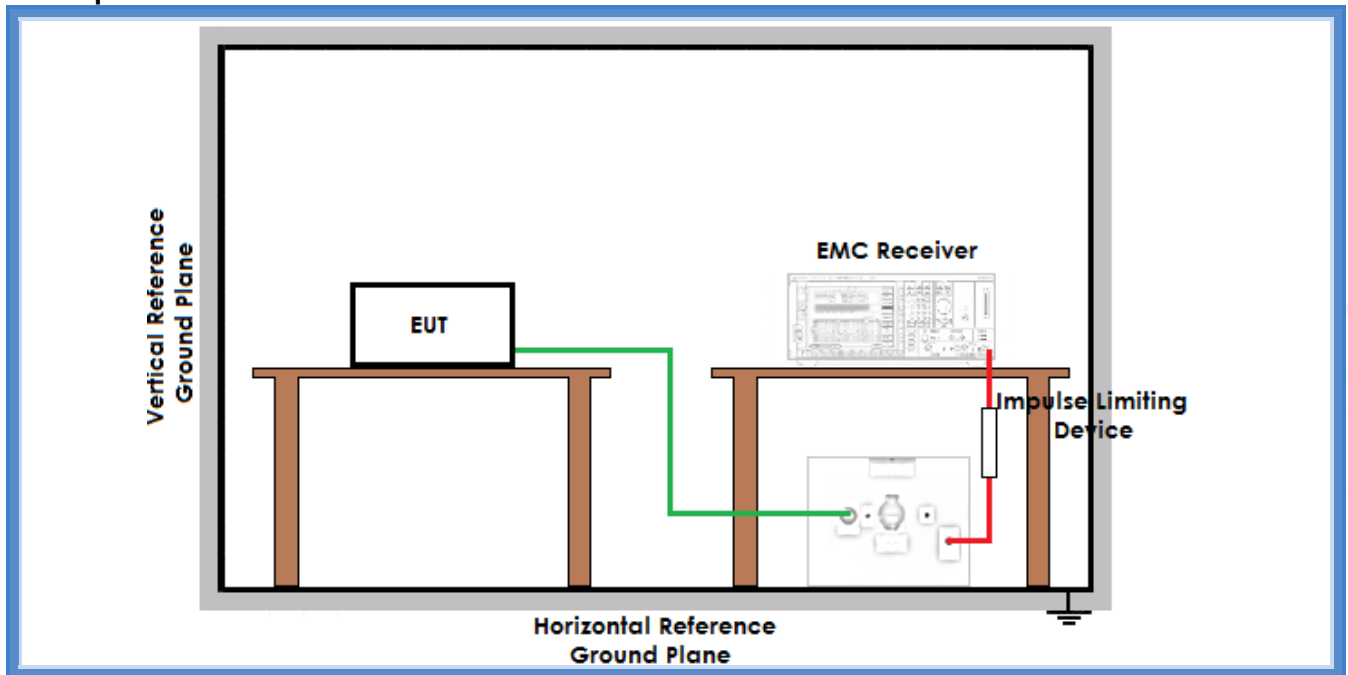 Vertical Reference
Ground Plane
EMC Receiver
EUT
Impulse Limiting
Device
Horizontal Reference
Ground Plane